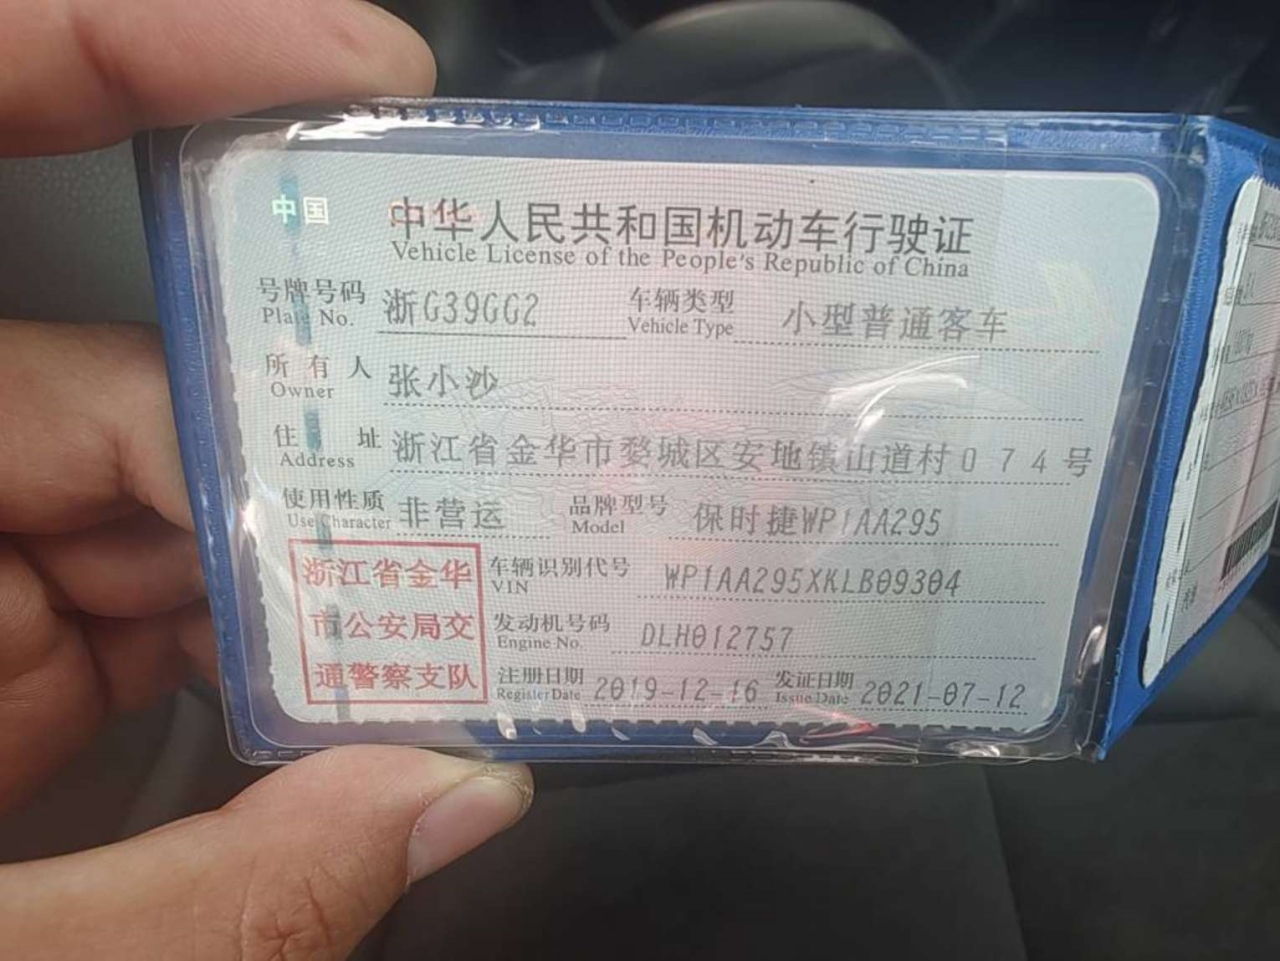 中国
中华人民共和国机动车行驶证
Vehicle License of the People's Republic of China
号牌号码 浙G39GG2 车辆类型 小型普通客车
Plate No. Vehicle Type
所有人 张小沙
Owner
住址 浙江省金华市婺城区安地镇山道村074号
Address
使用性质 非营运 品牌型号 保时捷WP1AA295
Use Character Model
浙江省金华
市公安局交
通警察支队
车辆识别代号 WP1AA295XKLB09304
VIN
发动机号码 DLH012757
Engine No.
注册日期 2019-12-16 发证日期 2021-07-12
Register Date Issue Date